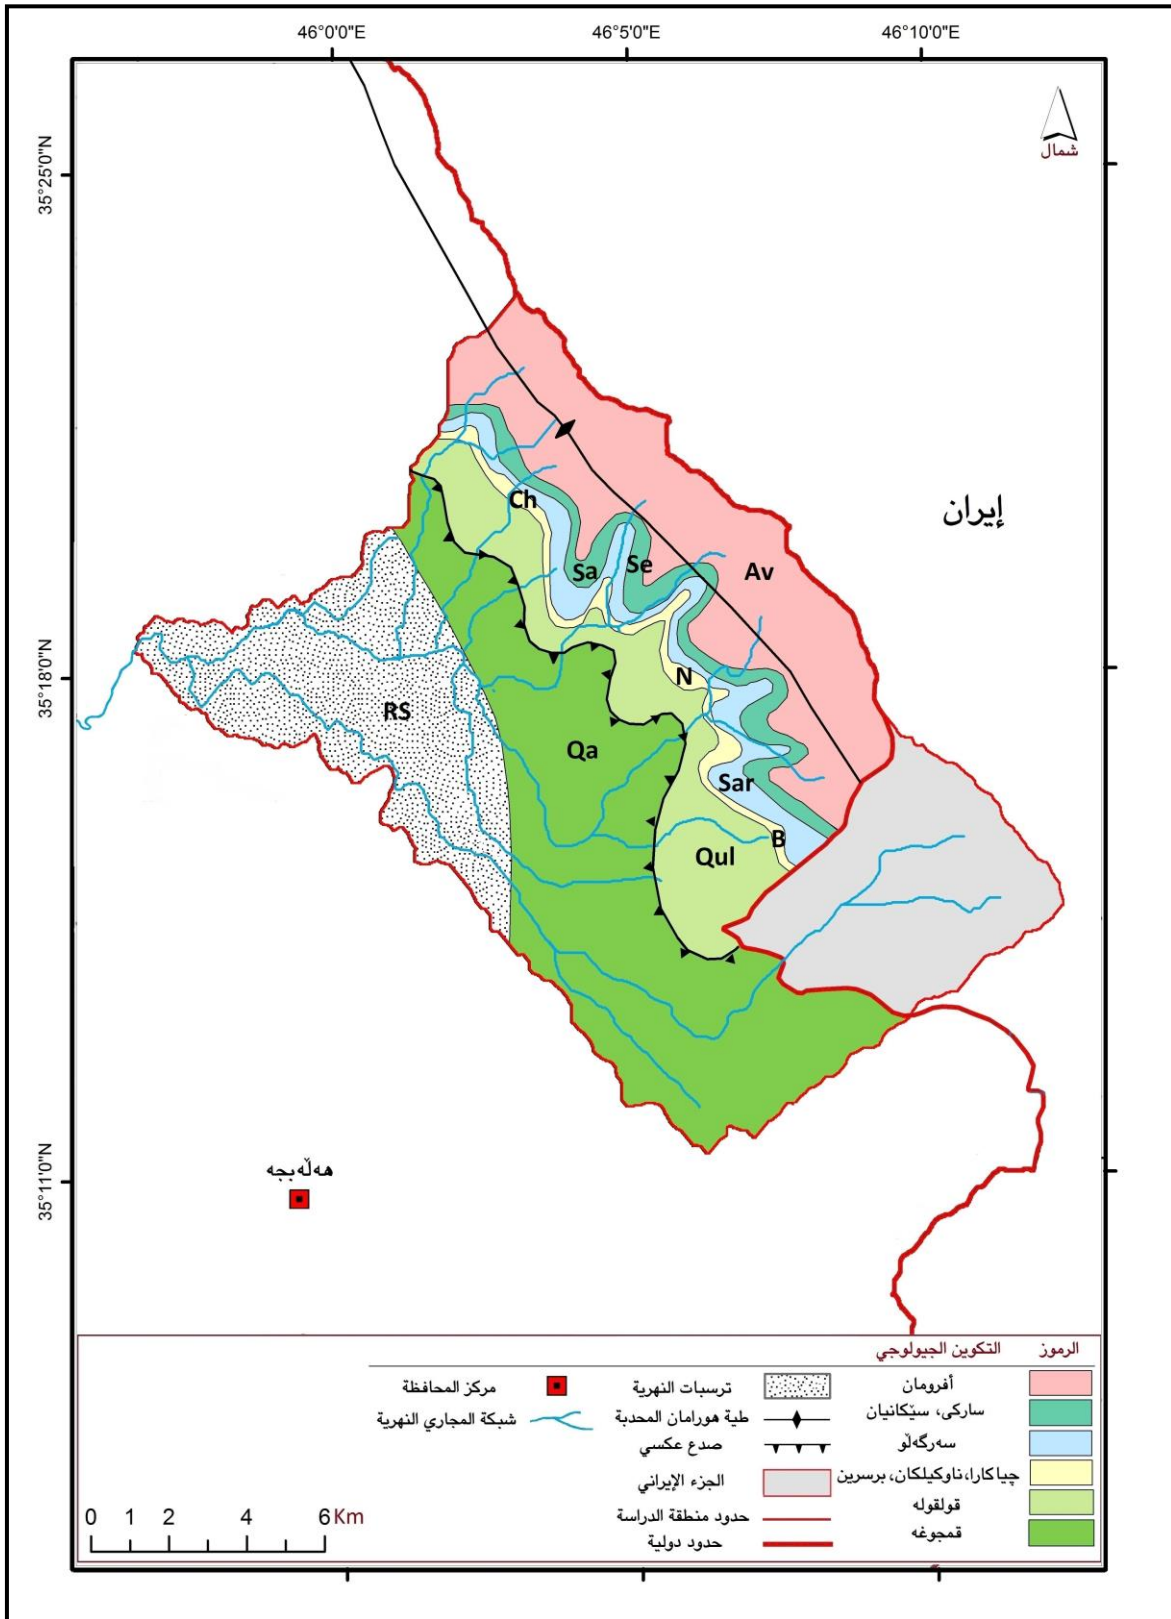 46°0'0"E 46°5'0"E 46°10'0"E
شمال
35°25'0"N
إيران
Ch
Sa Se Av
35°18'0"N
N
RS
Qa
Sar
B
Qul
35°11'0"N
هەڵەبجە
الرموز التكوين الجيولوجي
أفرومان
ساركى، سێكانيان
سەرگەڵو
چياكارا،ناوكيلكان، برسرين
قولقوله
قمجوغه
ترسبات النهرية
طية هورامان المحدبة
صدع عكسي
الجزء الإيراني
حدود منطقة الدراسة
حدود دولية
مركز المحافظة
شبكة المجاري النهرية
0 1 2 4 6 Km